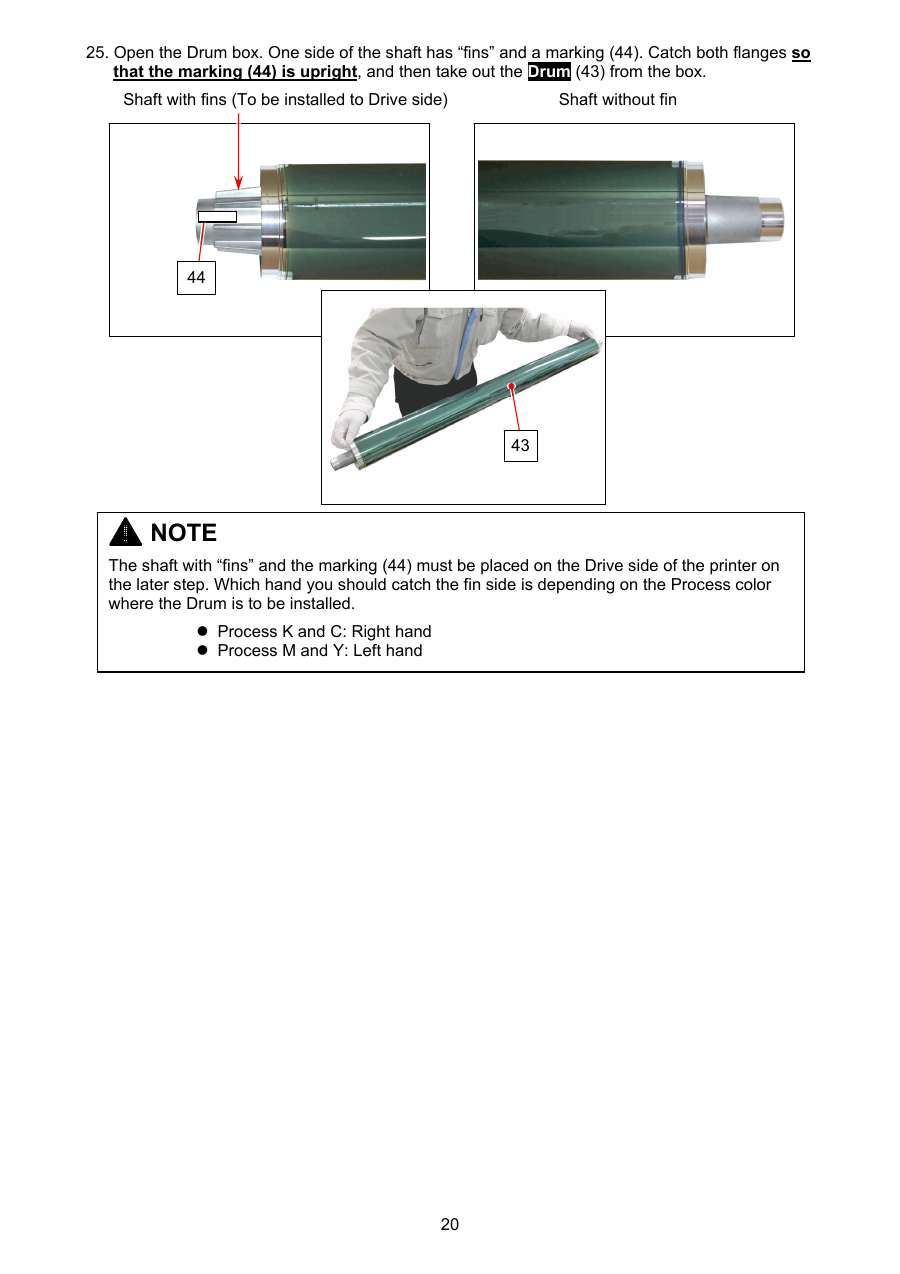 25. Open the Drum box. One side of the shaft has “fins” and a marking (44). Catch both flanges so
that the marking (44) is upright, and then take out the Drum (43) from the box.
Shaft with fins (To be installed to Drive side)
Shaft without fin
44
43
NOTE
The shaft with “fins” and the marking (44) must be placed on the Drive side of the printer on
the later step. Which hand you should catch the fin side is depending on the Process color
where the Drum is to be installed.
● Process K and C: Right hand
● Process M and Y: Left hand
20